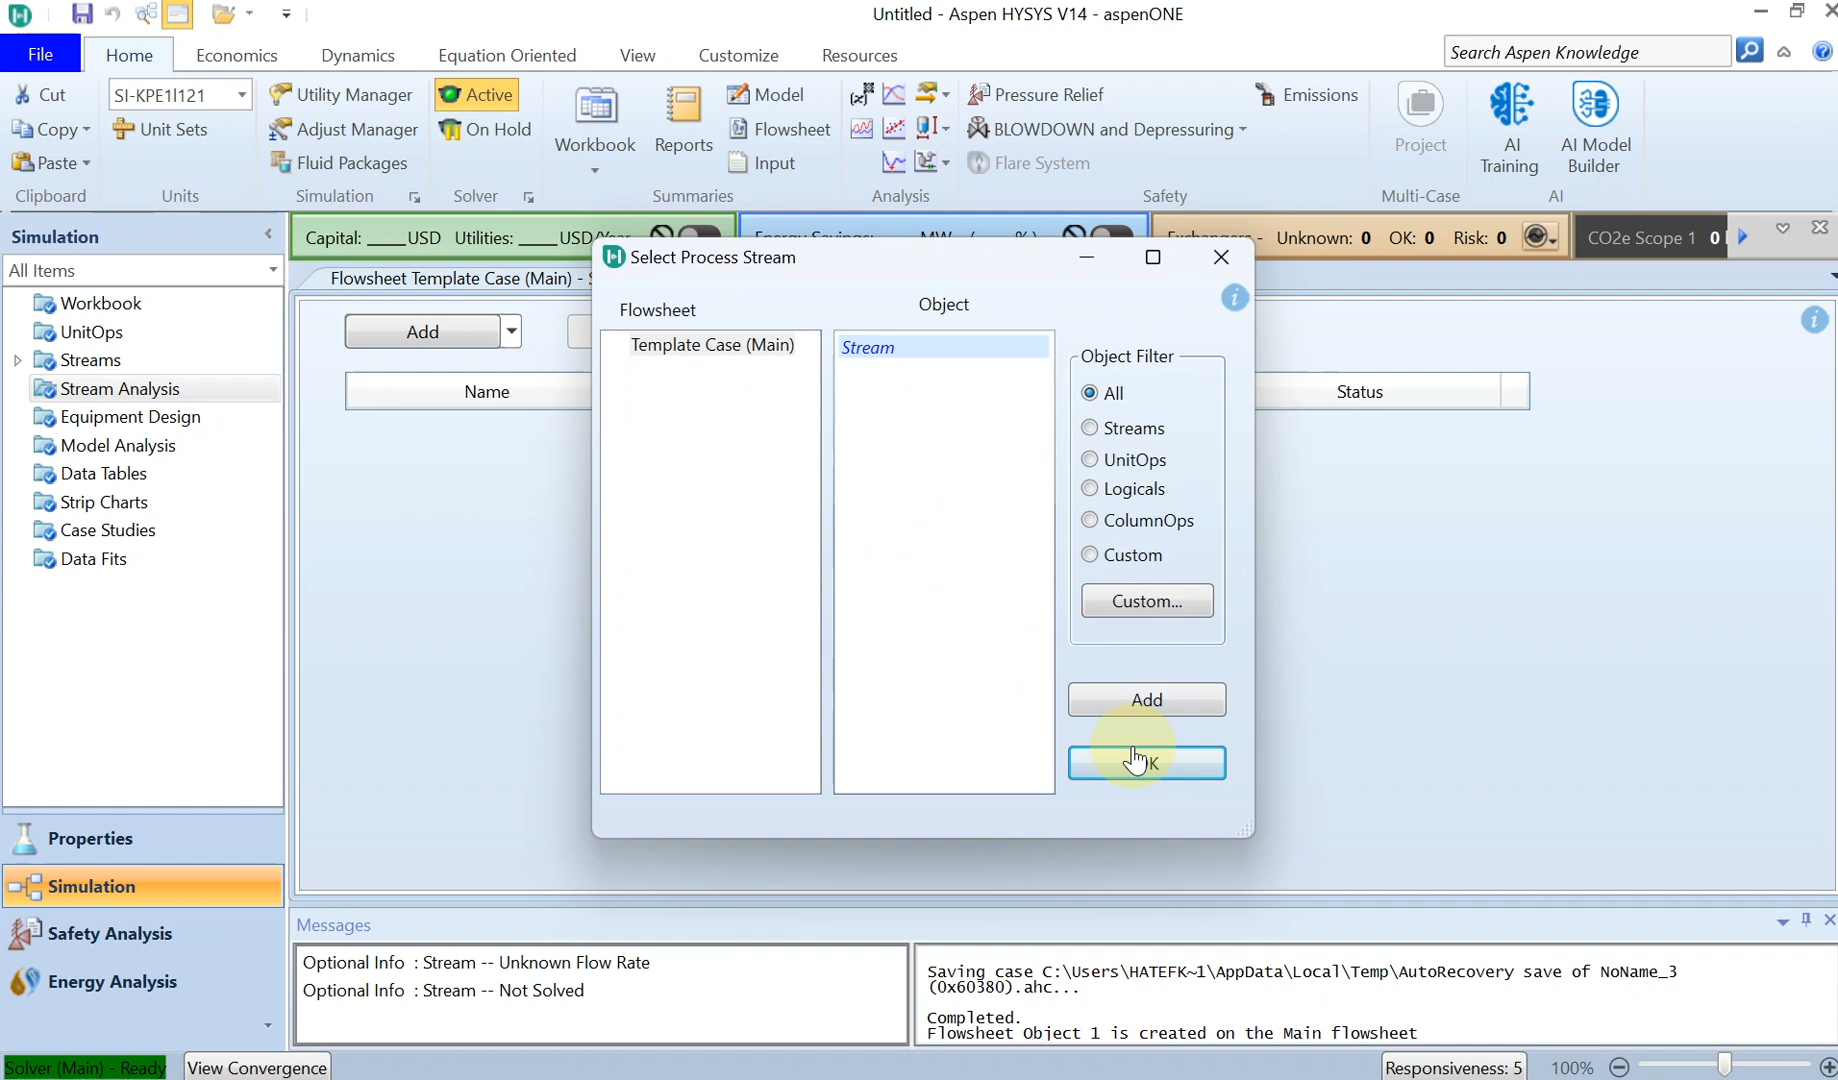 Untitled - Aspen HYSYS V14 - aspenONE
File Home Economics Dynamics Equation Oriented View Customize Resources Search Aspen Knowledge
Cut SI-KPE1l121 Utility Manager Active Model Pressure Relief Emissions
Copy Unit Sets Adjust Manager On Hold Workbook Reports Flowsheet BLOWDOWN and Depressuring Project AI Training AI Model Builder
Paste Fluid Packages Input Flare System
Clipboard Units Simulation Solver Summaries Analysis Safety Multi-Case AI
Simulation Capital: ____USD Utilities: ____USD/Year Unknown: 0 OK: 0 Risk: 0 CO2e Scope 1 0
All Items Flowsheet Template Case (Main) -
Select Process Stream
Flowsheet Object
Template Case (Main) Stream
Object Filter
All
Streams
UnitOps
Logicals
ColumnOps
Custom
Custom...
Add
Add
Name Status
Workbook
UnitOps
Streams
Stream Analysis
Equipment Design
Model Analysis
Data Tables
Strip Charts
Case Studies
Data Fits
Properties
Simulation
Safety Analysis
Energy Analysis
Messages
Optional Info : Stream -- Unknown Flow Rate
Optional Info : Stream -- Not Solved
Saving case C:\Users\HATEFK~1\AppData\Local\Temp\AutoRecovery save of NoName_3
(0x60380).ahc...
Completed.
Flowsheet Object 1 is created on the Main flowsheet
Solver (Main) - Ready View Convergence Responsiveness: 5 100%